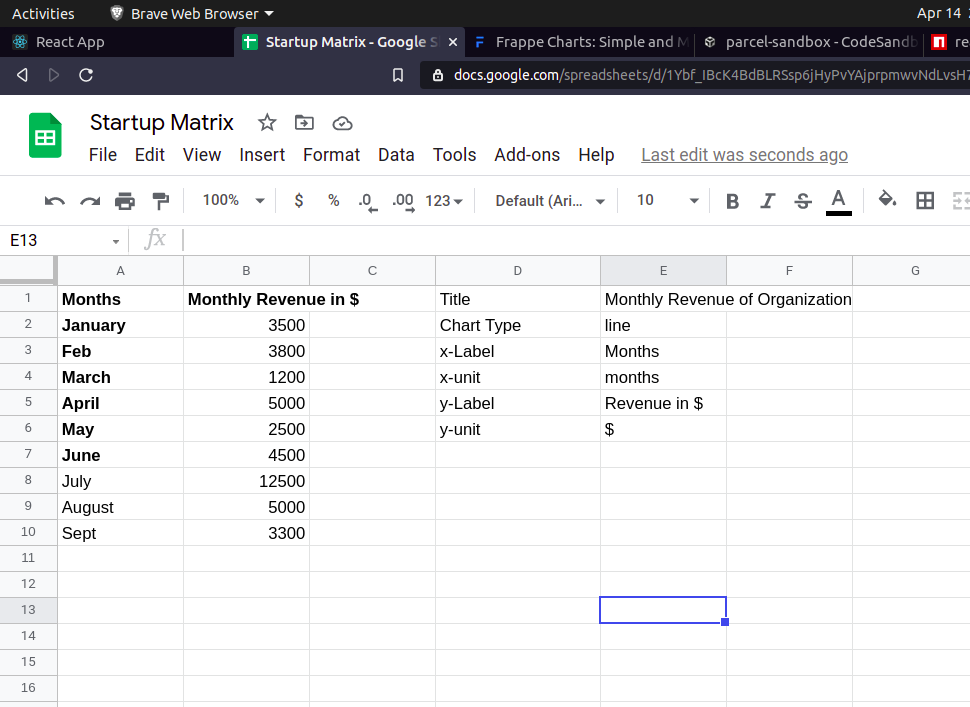 Activities Brave Web Browser Apr 14
React App Startup Matrix - Google S Frappe Charts: Simple and M parcel-sandbox - CodeSandb n re
docs.google.com/spreadsheets/d/1Ybf_IBcK4BdBLRSsp6jHyPvYAjprpmwvNdLvsH7
Startup Matrix
File Edit View Insert Format Data Tools Add-ons Help Last edit was seconds ago
100% $ % .0 .00 123 Default (Ari... 10 B I S A
E13 fx
A B C D E F G
1 Months Monthly Revenue in $ Title Monthly Revenue of Organization
2 January 3500 Chart Type line
3 Feb 3800 x-Label Months
4 March 1200 x-unit months
5 April 5000 y-Label Revenue in $
6 May 2500 y-unit $
7 June 4500
8 July 12500
9 August 5000
10 Sept 3300
11
12
13
14
15
16